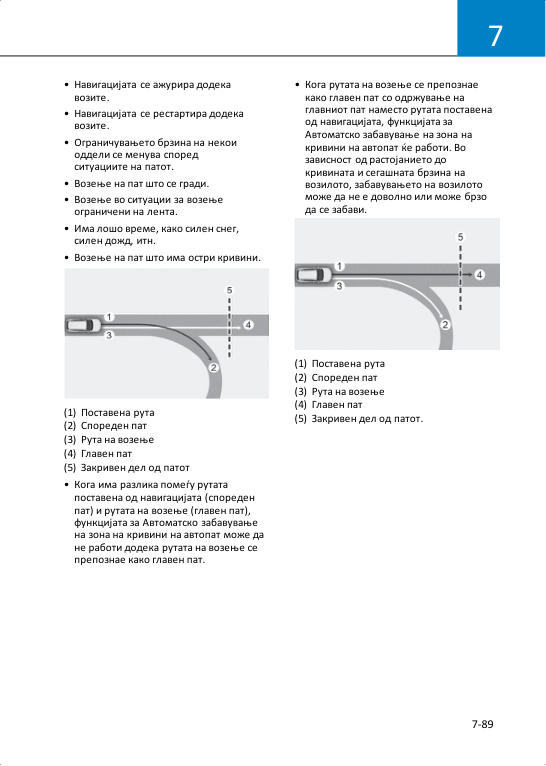 7
• Навигацијата се ажурира додека
возите.
• Навигацијата се рестартира додека
возите.
• Ограничувањето брзина на некои
оддели се менува според
ситуациите на патот.
• Возење на пат што се гради.
• Возење во ситуации за возење
ограничени на лента.
• Има лошо време, како силен снег,
силен дожд, итн.
• Возење на пат што има остри кривини.
5
1
4
3
2
(1) Поставена рута
(2) Спореден пат
(3) Рута на возење
(4) Главен пат
(5) Закривен дел од патот
• Кога има разлика помеѓу рутата
поставена од навигацијата (спореден
пат) и рутата на возење (главен пат),
функцијата за Автоматско забавување
на зона на кривини на автопат може да
не работи додека рутата на возење се
препознае како главен пат.
• Кога рутата на возење се препознае
како главен пат со одржување на
главниот пат наместо рутата поставена
од навигацијата, функцијата за
Автоматско забавување на зона на
кривини на автопат ќе работи. Во
зависност од растојанието до
кривината и сегашната брзина на
возилото, забавувањето на возилото
може да не е доволно или може брзо
да се забави.
5
1
4
3
2
(1) Поставена рута
(2) Спореден пат
(3) Рута на возење
(4) Главен пат
(5) Закривен дел од патот.
7-89